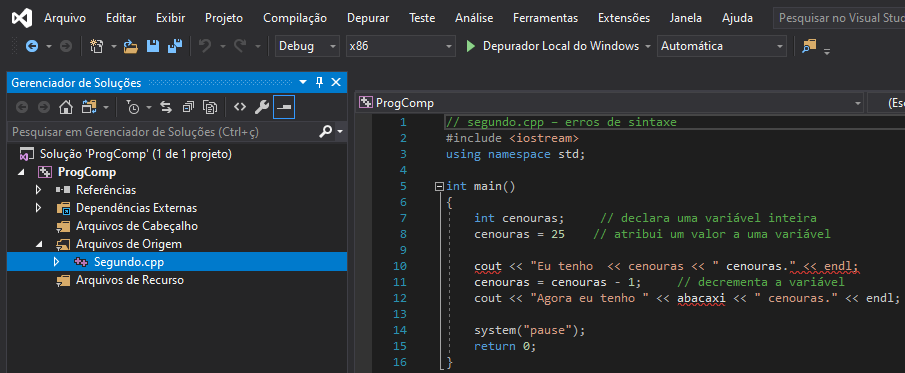 Arquivo Editar Exibir Projeto Compilação Depurar Teste Análise Ferramentas Extensões Janela Ajuda Pesquisar no Visual Stu
Debug x86 Depurador Local do Windows Automática
Gerenciador de Soluções
Pesquisar em Gerenciador de Soluções (Ctrl+ç)
Solução 'ProgComp' (1 de 1 projeto)
ProgComp
Referências
Dependências Externas
Arquivos de Cabeçalho
Arquivos de Origem
Segundo.cpp
Arquivos de Recurso
ProgComp (Es
1 // segundo.cpp - erros de sintaxe
2 #include <iostream>
3 using namespace std;
4
5 int main()
6 {
7 int cenouras; // declara uma variável inteira
8 cenouras = 25 // atribui um valor a uma variável
9
10 cout << "Eu tenho << cenouras << " cenouras." << endl;
11 cenouras = cenouras - 1; // decrementa a variável
12 cout << "Agora eu tenho " << abacaxi << " cenouras." << endl;
13
14 system("pause");
15 return 0;
16 }